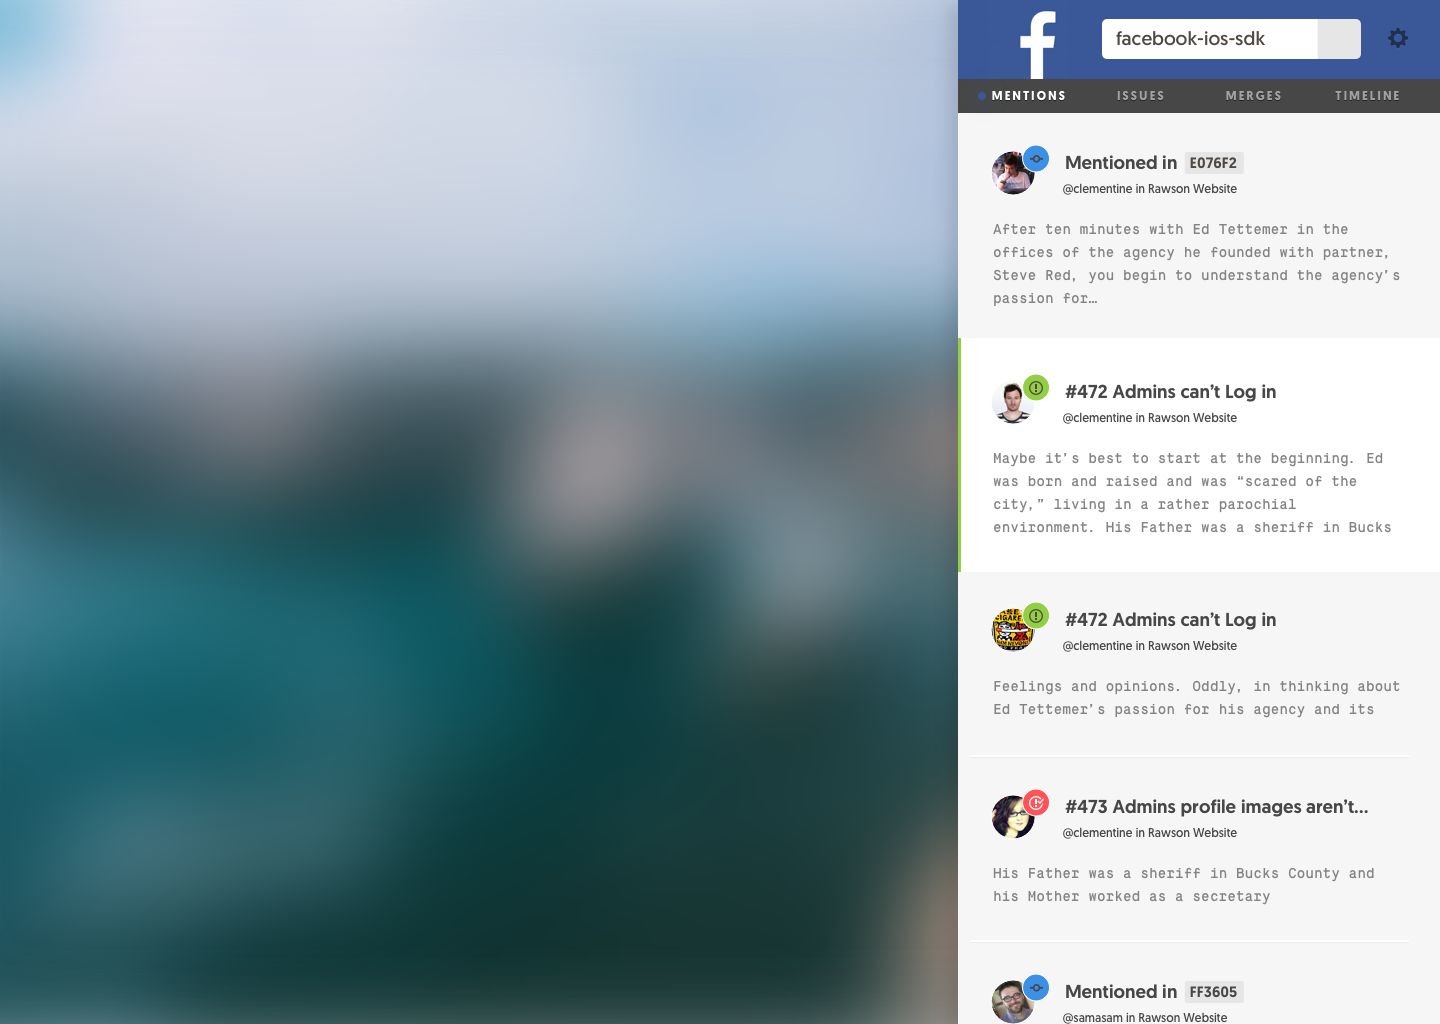 f
facebook-ios-sdk
MENTIONS ISSUES MERGES TIMELINE
Mentioned in E076F2
@clementine in Rawson Website
After ten minutes with Ed Tettemer in the
offices of the agency he founded with partner,
Steve Red, you begin to understand the agency’s
passion for…
#472 Admins can’t Log in
@clementine in Rawson Website
Maybe it’s best to start at the beginning. Ed
was born and raised and was “scared of the
city,” living in a rather parochial
environment. His Father was a sheriff in Bucks
#472 Admins can’t Log in
@clementine in Rawson Website
Feelings and opinions. Oddly, in thinking about
Ed Tettemer’s passion for his agency and its
#473 Admins profile images aren’t...
@clementine in Rawson Website
His Father was a sheriff in Bucks County and
his Mother worked as a secretary
Mentioned in FF3605
@samasam in Rawson Website